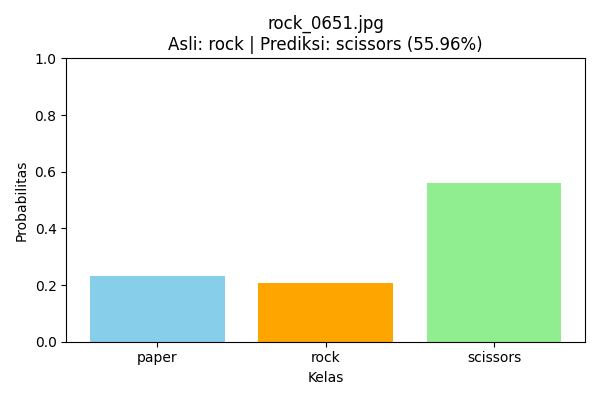 rock_0651.jpg
Asli: rock | Prediksi: scissors (55.96%)
1.0
0.8
0.6
0.4
0.2
0.0
Probabilitas
paper rock scissors
Kelas